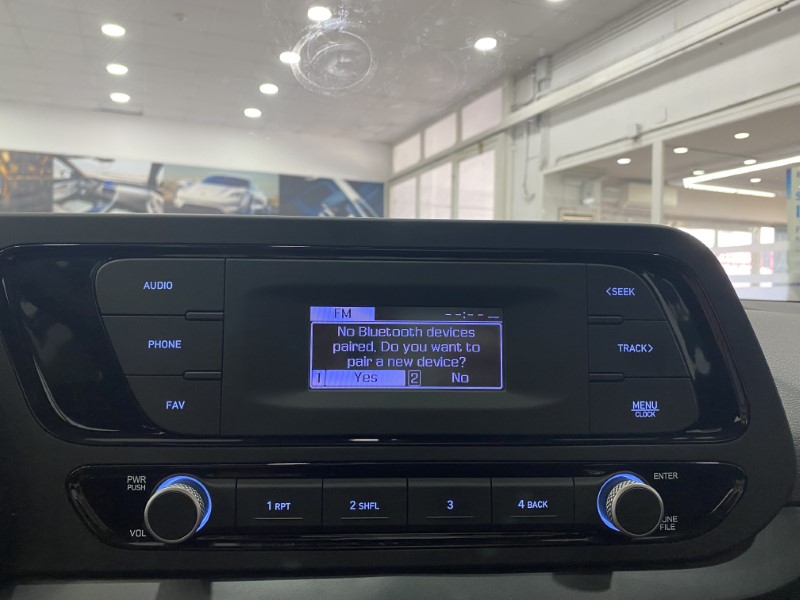 AUDIO
PHONE
FAV
FM
--:--
No Bluetooth devices
paired. Do you want to
pair a new device?
1 Yes 2 No
<SEEK
TRACK>
MENU
CLOCK
PWR
PUSH
VOL
1 RPT
2 SHFL
3
4 BACK
ENTER
FILE